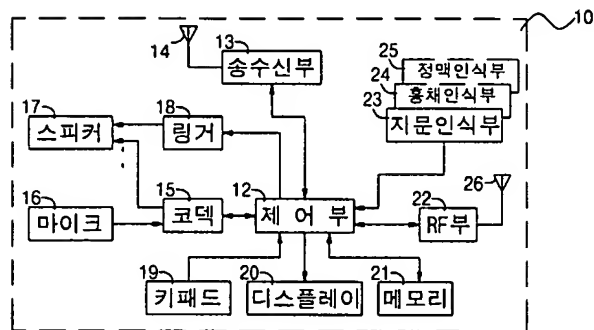 10
14
13
송수신부
25
정맥인식부
24
홍채인식부
23
지문인식부
17
스피커
18
링거
16
마이크
15
코덱
12
제 어 부
22
RF부
26
19
키패드
20
디스플레이
21
메모리